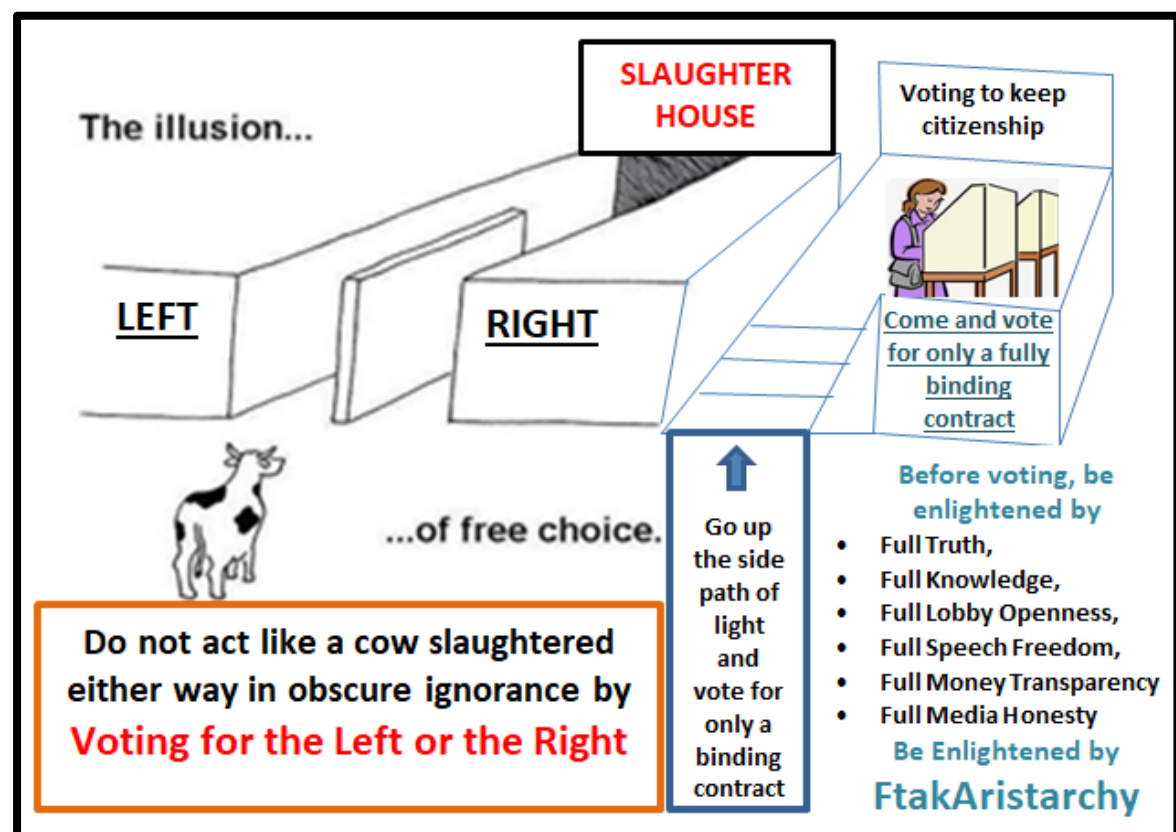 The illusion...
SLAUGHTER
HOUSE
Voting to keep
citizenship
LEFT
RIGHT
Come and vote
for only a fully
binding
contract
...of free choice.
Do not act like a cow slaughtered
either way in obscure ignorance by
Voting for the Left or the Right
Go up
the side
path of
light
and
vote for
only a
binding
contract
Before voting, be
enlightened by
• Full Truth,
• Full Knowledge,
• Full Lobby Openness,
• Full Speech Freedom,
• Full Money Transparency
• Full Media Honesty
Be Enlightened by
FtakAristarchy